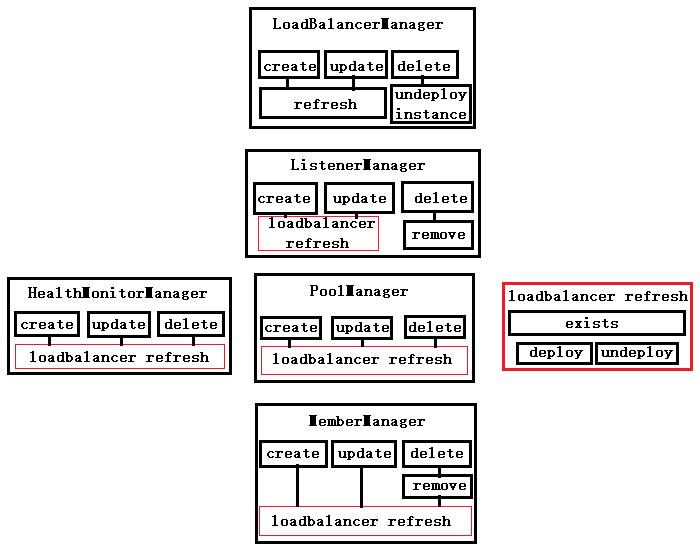 LoadBalancerManager
create update delete
refresh
undeploy
instance
ListenerManager
create update delete
loadbalancer
refresh
remove
HealthMonitorManager
create update delete
loadbalancer refresh
PoolManager
create update delete
loadbalancer refresh
loadbalancer refresh
exists
deploy undeploy
MemberManager
create update delete
remove
loadbalancer refresh